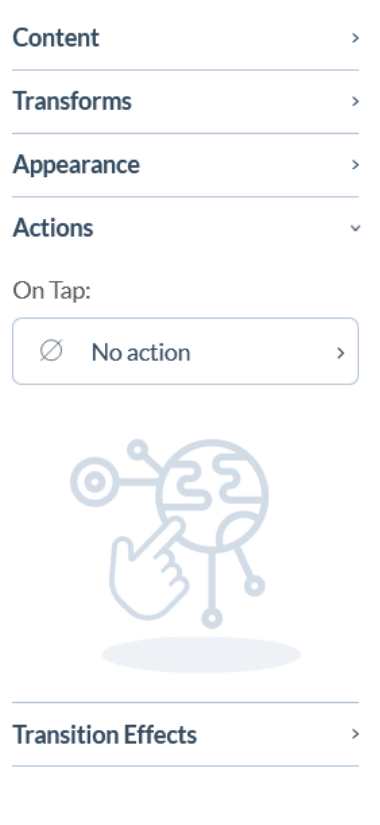 Content
Transforms
Appearance
Actions
On Tap:
No action
Transition Effects